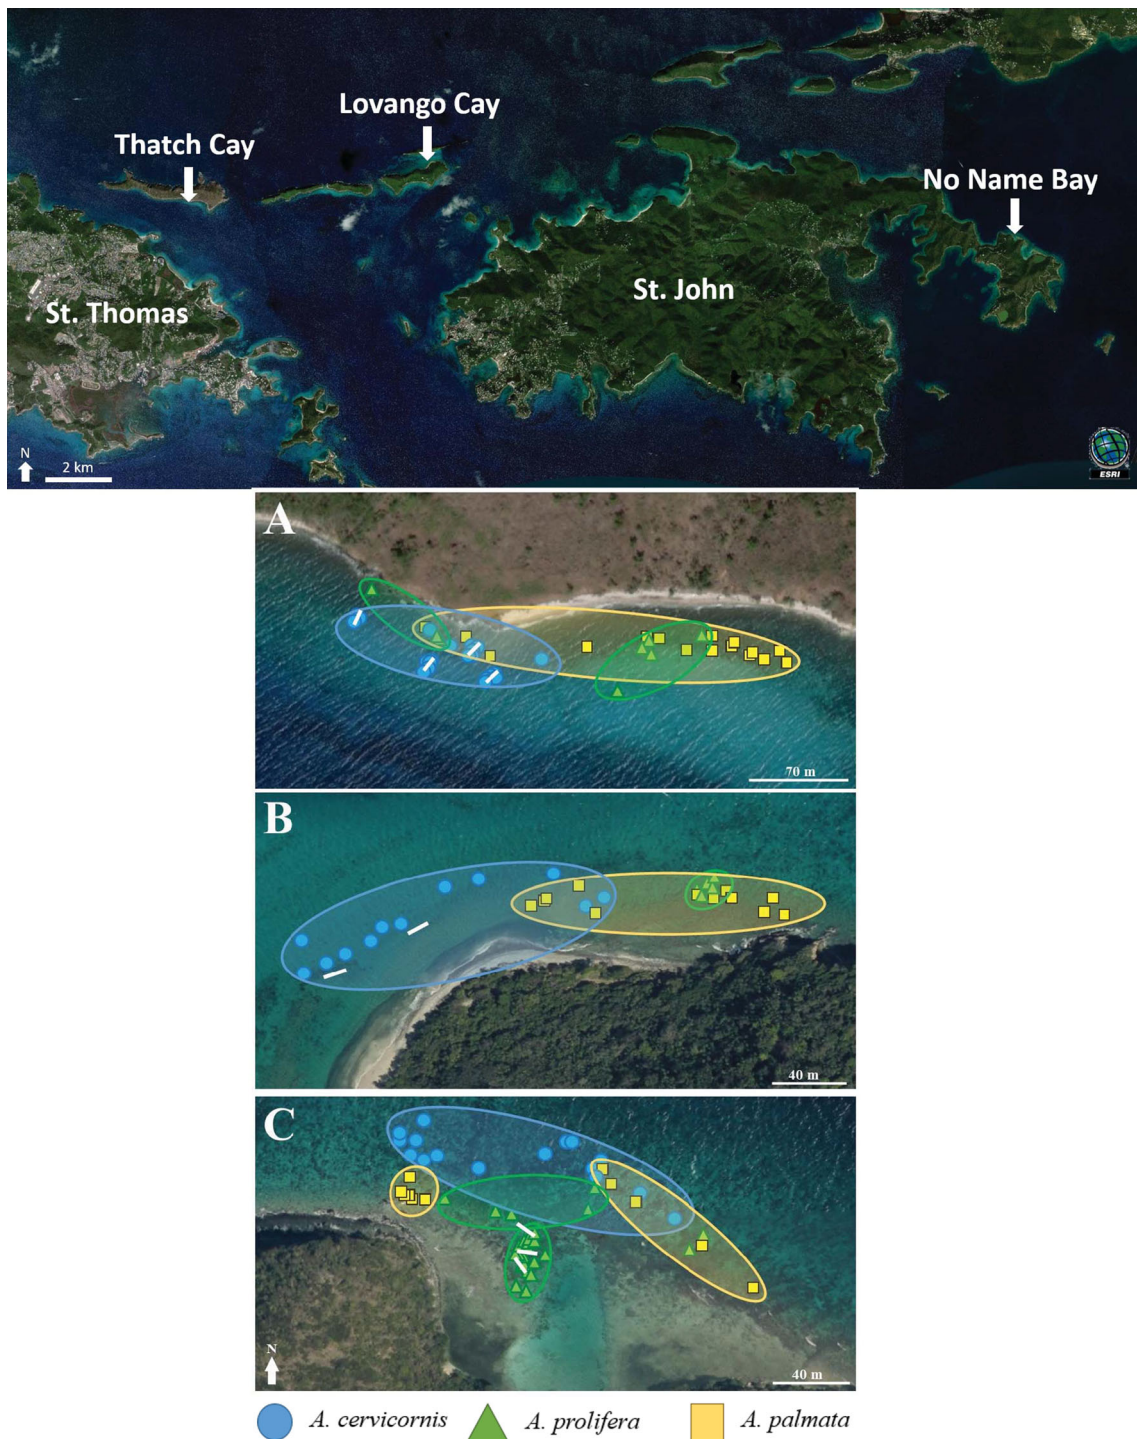 Lovango Cay
Thatch Cay
No Name Bay
St. John
St. Thomas
N
2 km
ESRI
A
70 m
B
40 m
C
N
40 m
A. cervicornis
A. prolifera
A. palmata